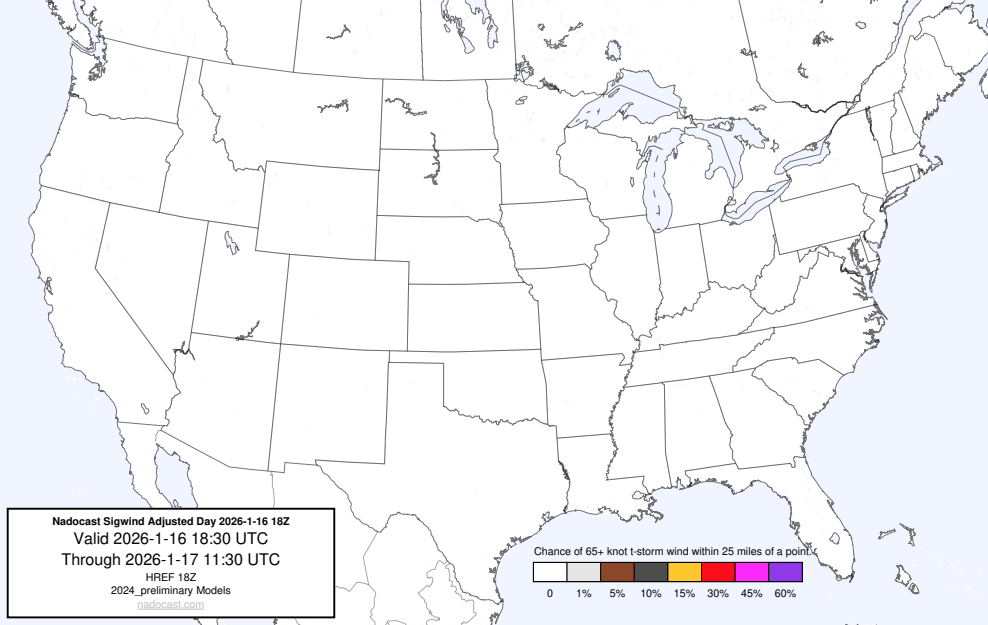 Nadocast Sigwind Adjusted Day 2026-1-16 18Z
Valid 2026-1-16 18:30 UTC
Through 2026-1-17 11:30 UTC
HREF 18Z
2024_preliminary Models
nadocast.com
Chance of 65+ knot t-storm wind within 25 miles of a point.
0 1% 5% 10% 15% 30% 45% 60%